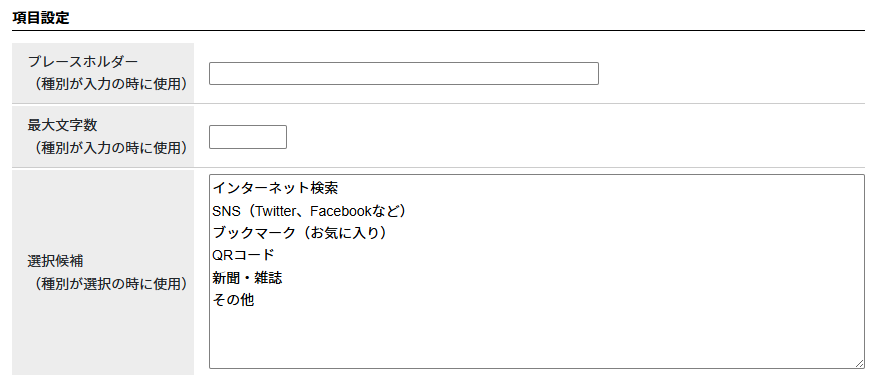 項目設定
プレースホルダー
（種別が入力の時に使用）
最大文字数
（種別が入力の時に使用）
選択候補
（種別が選択の時に使用）
インターネット検索
SNS（Twitter、Facebookなど）
ブックマーク（お気に入り）
QRコード
新聞・雑誌
その他